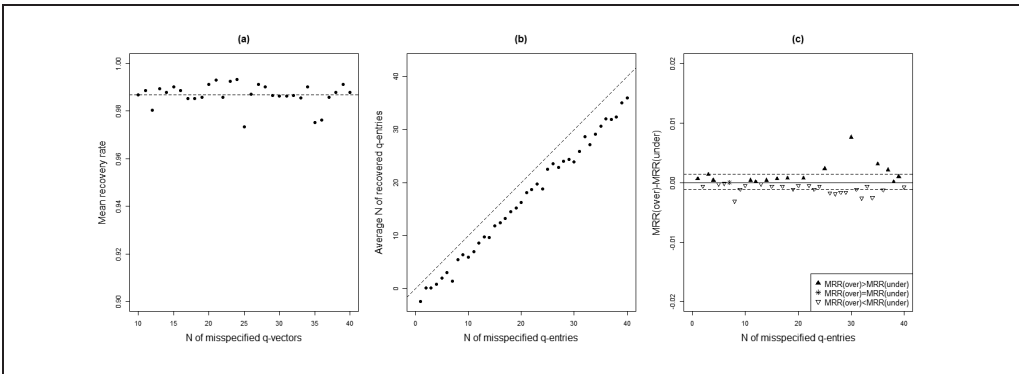 (a)
Mean recovery rate
1.00
0.98
0.96
0.94
0.92
0.90
10 15 20 25 30 35 40
N of misspecified q-vectors
(b)
Average N of recovered q-entries
40
30
20
10
0
0 10 20 30 40
N of misspecified q-entries
(c)
MRR(over)-MRR(under)
0.02
0.01
0.00
-0.01
-0.02
MRR(over)>MRR(under)
MRR(over)=MRR(under)
MRR(over)<MRR(under)
0 10 20 30 40
N of misspecified q-entries